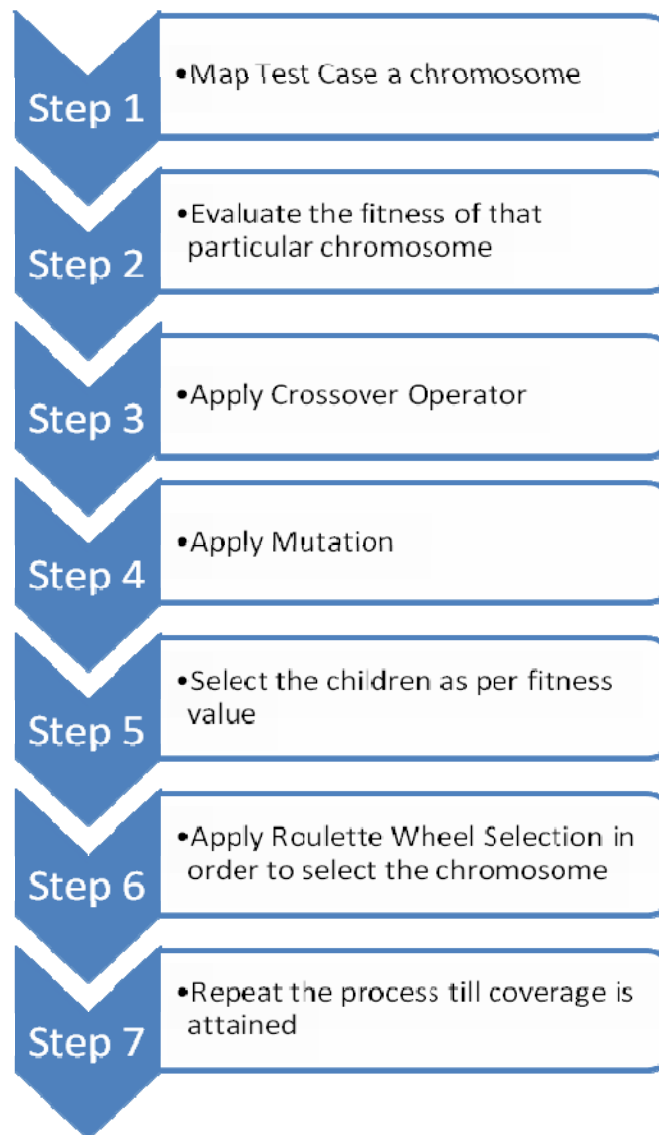 Step 1
•Map Test Case a chromosome
Step 2
•Evaluate the fitness of that
particular chromosome
Step 3
•Apply Crossover Operator
Step 4
•Apply Mutation
Step 5
•Select the children as per fitness
value
Step 6
•Apply Roulette Wheel Selection in
order to select the chromosome
Step 7
•Repeat the process till coverage is
attained